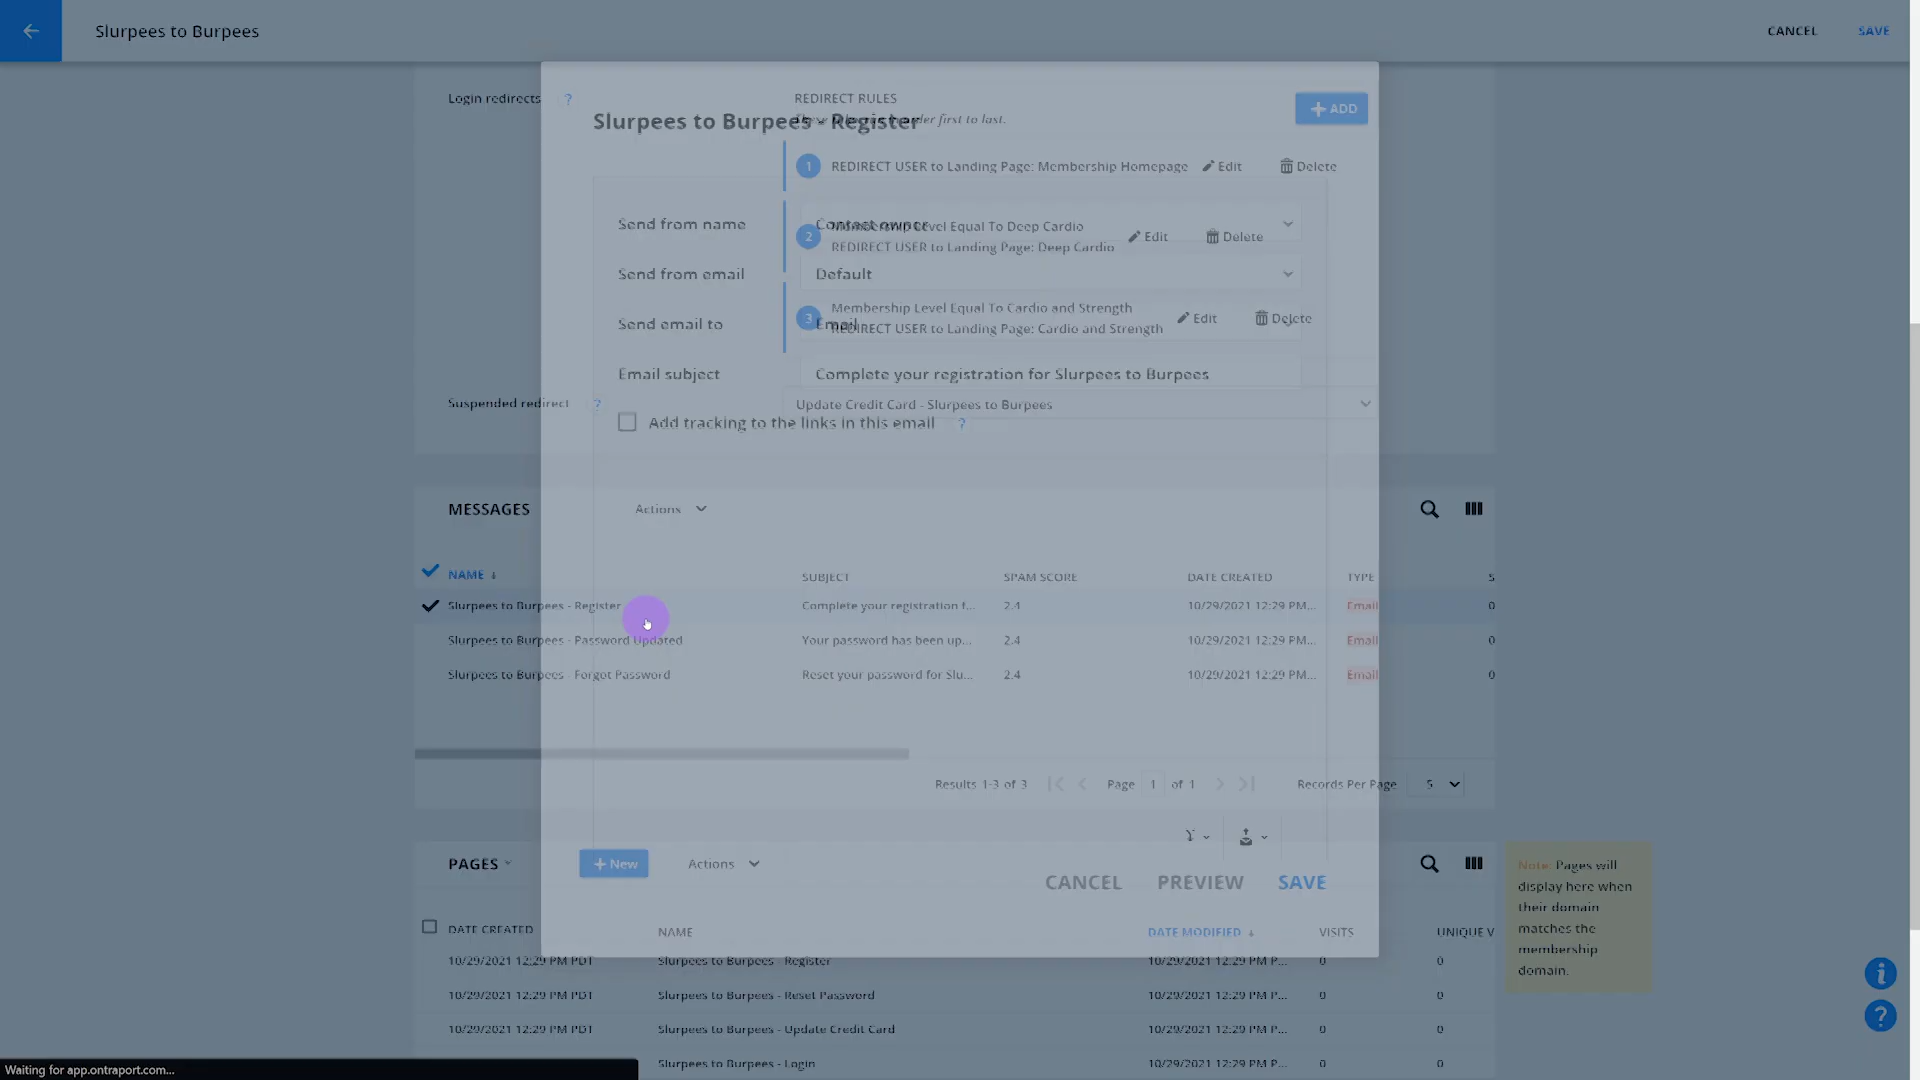 Slurpees to Burpees
CANCEL
SAVE
Login redirects
?
REDIRECT RULES
+ ADD
Slurpees to Burpees - Register
order first to last.
1 REDIRECT USER to Landing Page: Membership Homepage Edit Delete
Send from name
Contact owner
2 Membership Level Equal To Deep Cardio
REDIRECT USER to Landing Page: Deep Cardio Edit Delete
Send from email
Default
3 Membership Level Equal To Cardio and Strength
REDIRECT USER to Landing Page: Cardio and Strength Edit Delete
Send email to
Email
Email subject
Complete your registration for Slurpees to Burpees
Suspended redirect ?
Update Credit Card - Slurpees to Burpees
Add tracking to the links in this email ?
MESSAGES
Actions
NAME SUBJECT SPAM SCORE DATE CREATED TYPE S
Slurpees to Burpees - Register Complete your registration f... 2.4 10/29/2021 12:29 PM... Email 0
Slurpees to Burpees - Password Updated Your password has been up... 2.4 10/29/2021 12:29 PM... Email 0
Slurpees to Burpees - Forgot Password Reset your password for Slu... 2.4 10/29/2021 12:29 PM... Email 0
Results 1-3 of 3 Page 1 of 1 Records Per Page 5
PAGES
+ New
Actions
CANCEL PREVIEW SAVE
DATE CREATED NAME DATE MODIFIED VISITS UNIQUE V
10/29/2021 12:29 PM PDT Slurpees to Burpees - Register 10/29/2021 12:29 PM P... 0 0
10/29/2021 12:29 PM PDT Slurpees to Burpees - Reset Password 10/29/2021 12:29 PM P... 0 0
10/29/2021 12:29 PM PDT Slurpees to Burpees - Update Credit Card 10/29/2021 12:29 PM P... 0 0
Slurpees to Burpees - Login 10/29/2021 12:29 PM P... 0 0
Note: Pages will
display here when
their domain
matches the
membership
domain.
i
?
Waiting for app.ontraport.com...